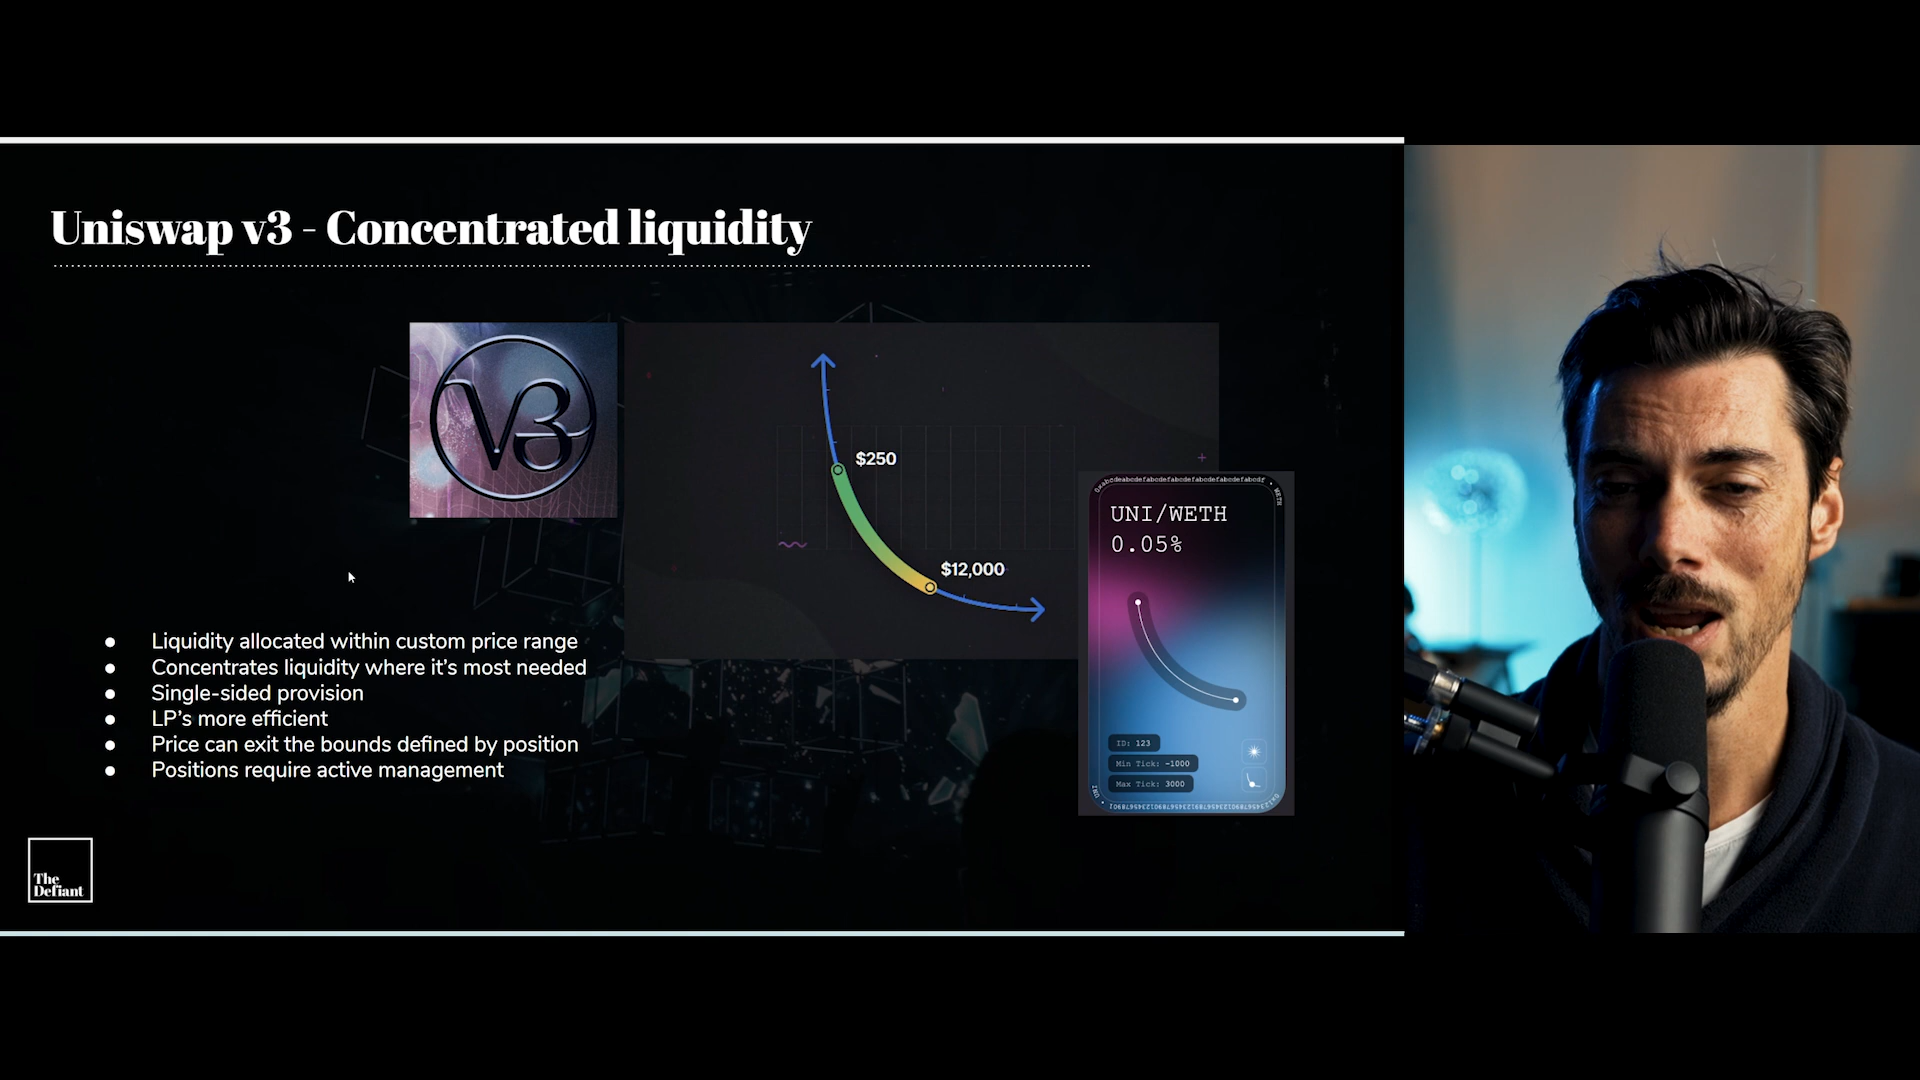 Uniswap v3 - Concentrated liquidity
V3
$250
$12,000
UNI/WETH
0.05%
ID: 123
Min Tick: -1000
Max Tick: 3000
● Liquidity allocated within custom price range
● Concentrates liquidity where it's most needed
● Single-sided provision
● LP's more efficient
● Price can exit the bounds defined by position
● Positions require active management
The
Defiant